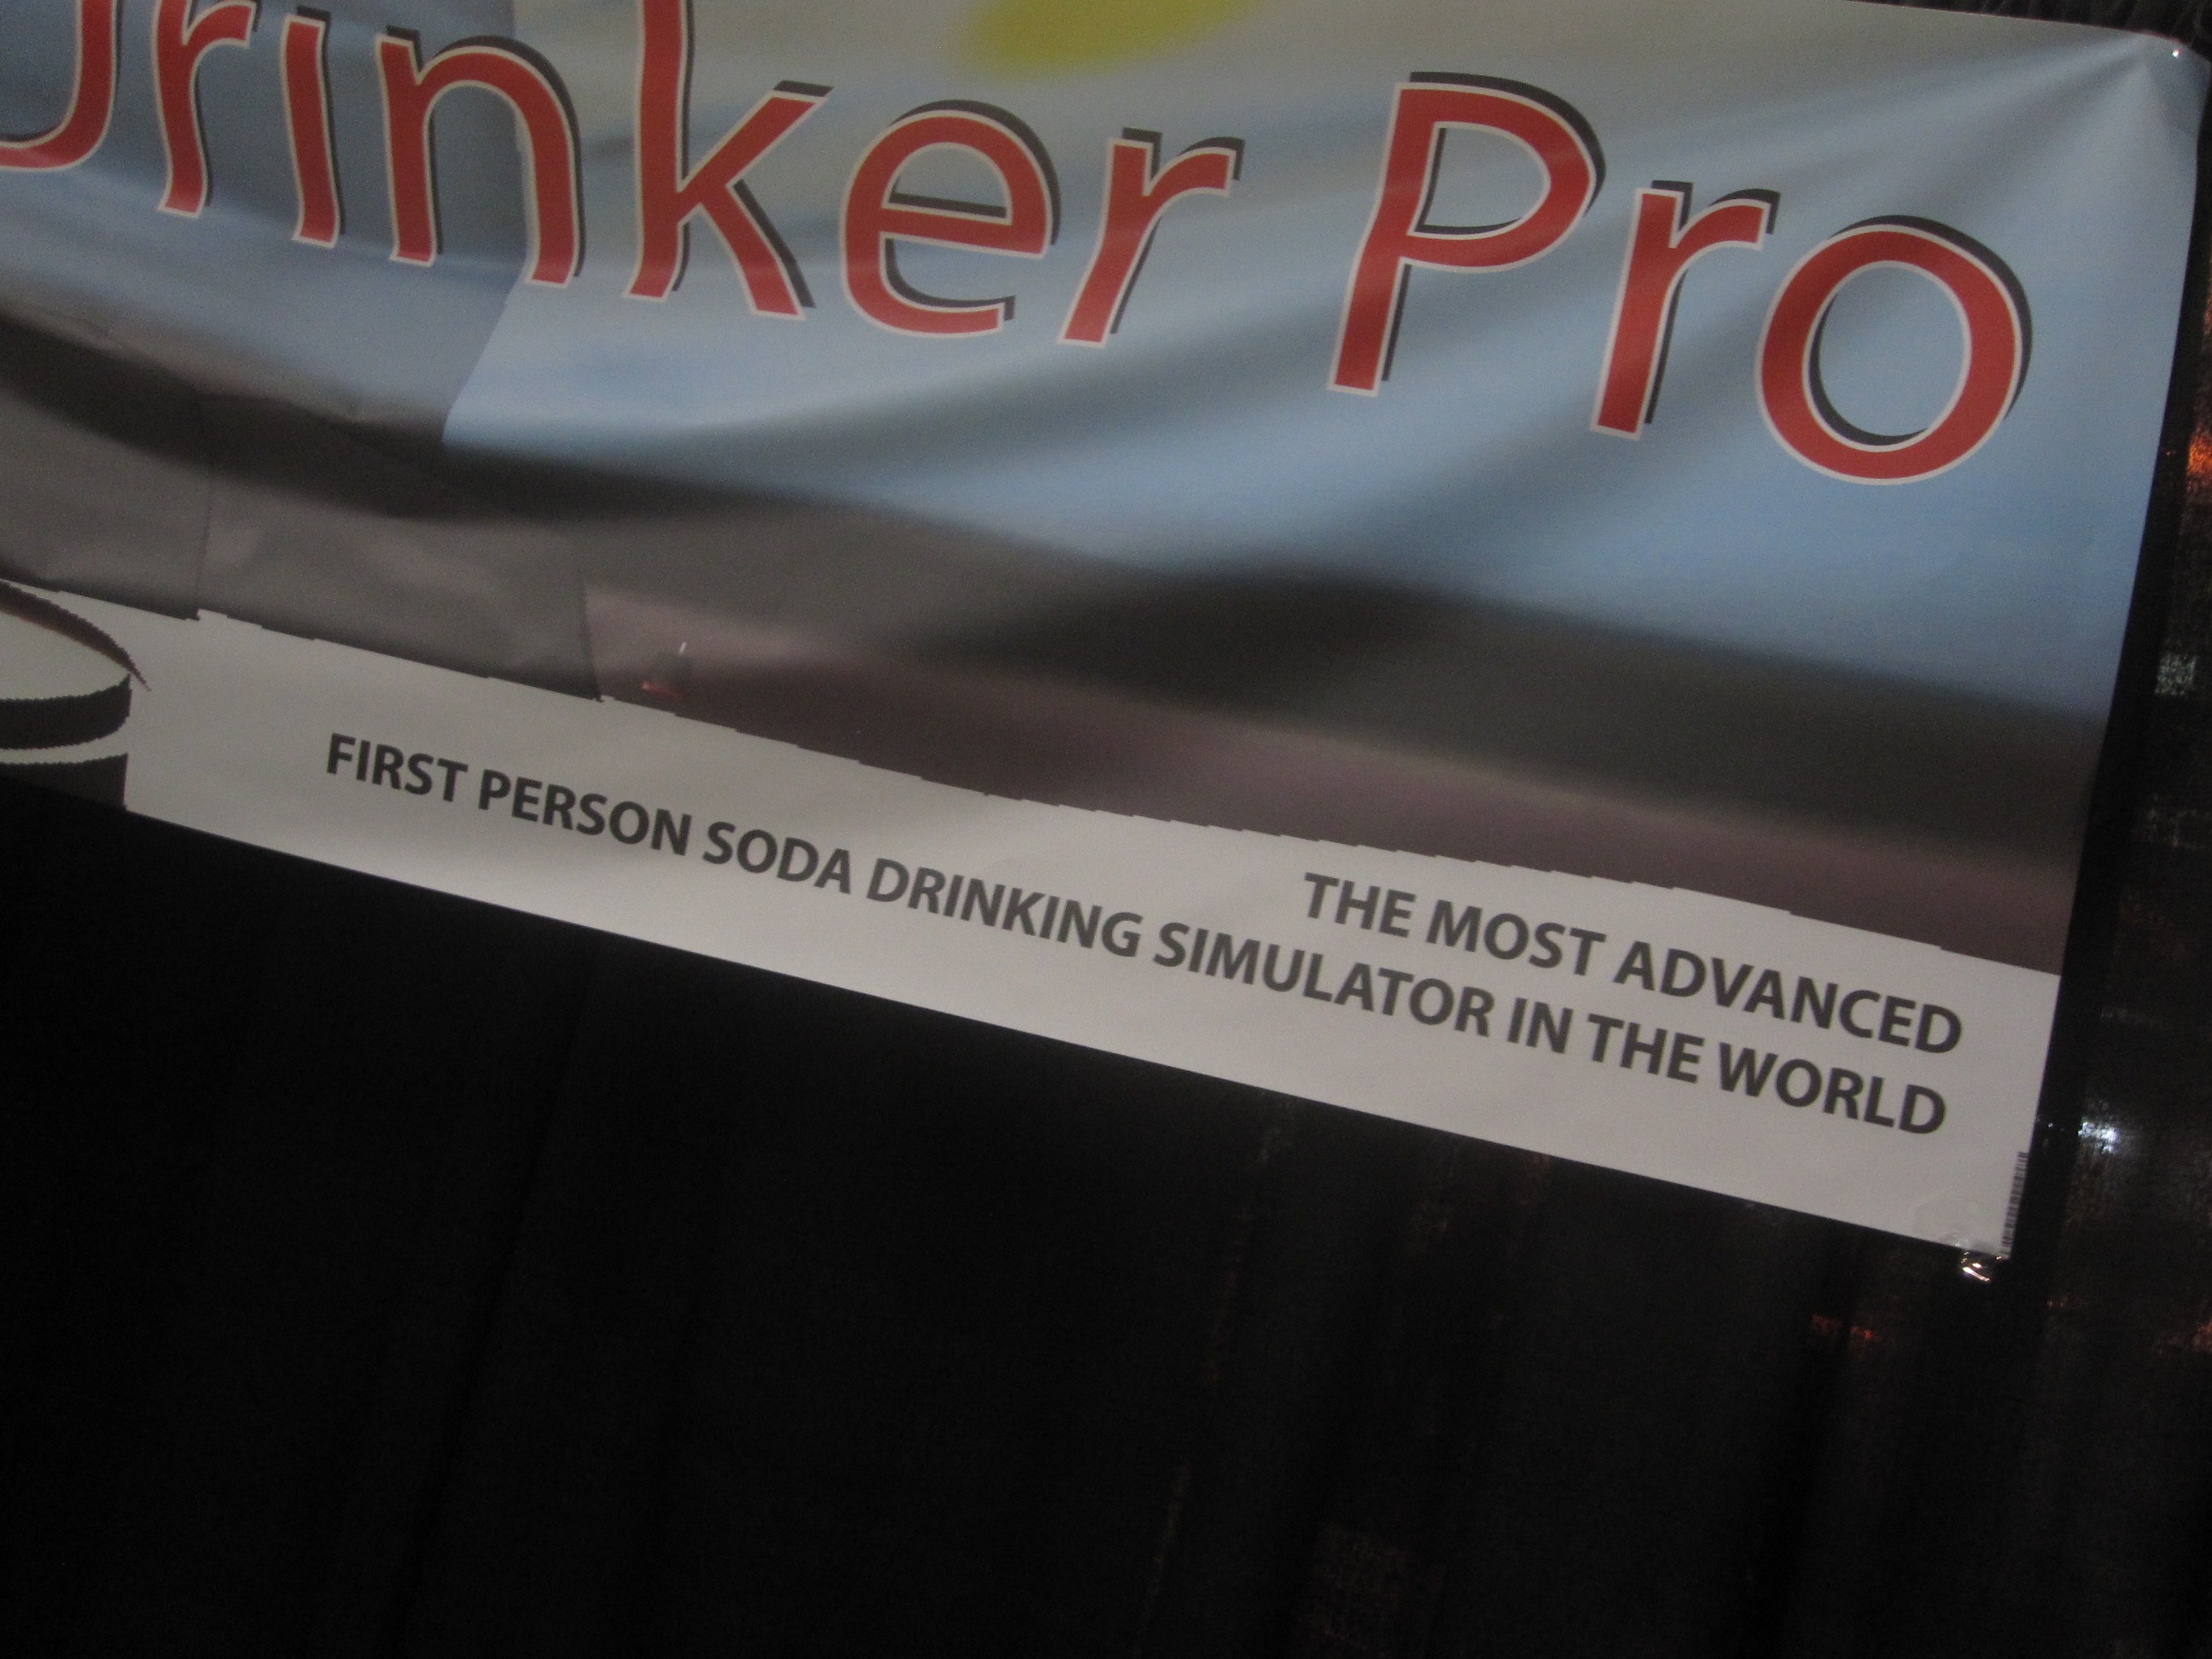 Drinker Pro
THE MOST ADVANCED
FIRST PERSON SODA DRINKING SIMULATOR IN THE WORLD